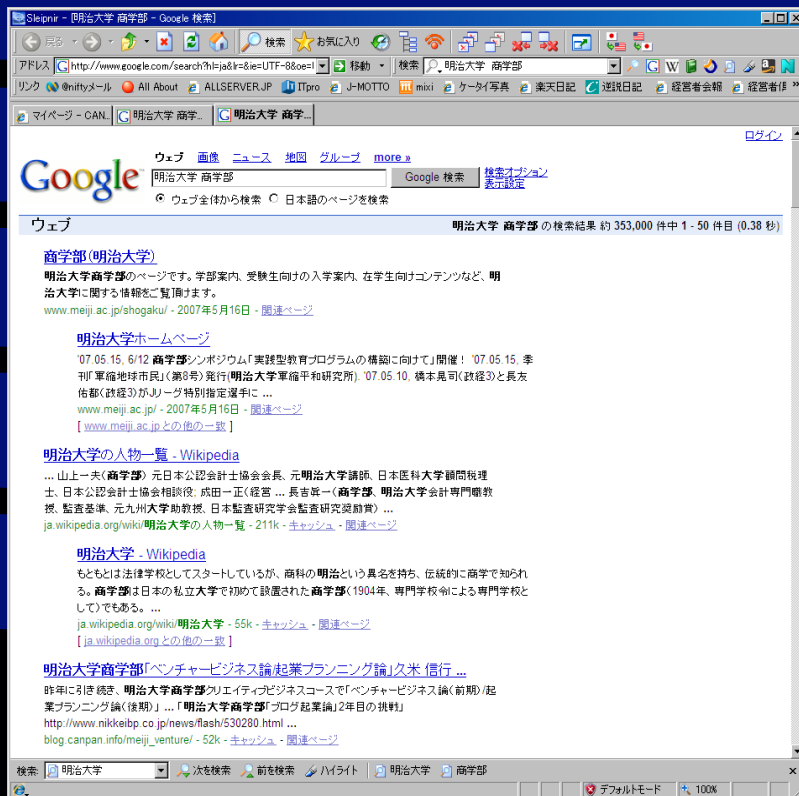 Sleipnir - [明治大学 商学部 - Google 検索]
戻る 検索 お気に入り
アドレス http://www.google.com/search?hl=ja&lr=&ie=UTF-8&oe=l 移動 検索 明治大学 商学部
リンク @niftyメール All About ALLSERVER.JP ITpro J-MOTTO mixi ケータイ写真 楽天日記 逆説日記 経営者会報 経営者倶 »
マイページ - CAN... 明治大学 商学... 明治大学 商学...
ログイン
ウェブ 画像 ニュース 地図 グループ more »
Google 明治大学 商学部 Google 検索 検索オプション
表示設定
ウェブ全体から検索 日本語のページを検索
ウェブ 明治大学 商学部 の検索結果 約 353,000 件中 1 - 50 件目 (0.38 秒)
商学部(明治大学)
明治大学商学部のページです。学部案内、受験生向けの入学案内、在学生向けコンテンツなど、明
治大学に関する情報をご覧頂けます。
www.meiji.ac.jp/shogaku/ - 2007年5月16日 - 関連ページ
明治大学ホームページ
'07.05.15, 6/12 商学部シンポジウム「実践型教育プログラムの構築に向けて」開催! '07.05.15, 季
刊「軍縮地球市民」(第8号)発行(明治大学軍縮平和研究所). '07.05.10, 橋本晃司(政経3)と長友
佑都(政経3)がJリーグ特別指定選手に ...
www.meiji.ac.jp/ - 2007年5月16日 - 関連ページ
[ www.meiji.ac.jp との他の一致 ]
明治大学の人物一覧 - Wikipedia
... 山上一夫(商学部) 元日本公認会計士協会会長、元明治大学講師、日本医科大学顧問税理
士、日本公認会計士協会相談役; 成田一正(経営 ... 長吉眞一(商学部、明治大学会計専門職教
授、監査基準、元九州大学助教授、日本監査研究学会監査研究奨励賞) ...
ja.wikipedia.org/wiki/明治大学の人物一覧 - 211k - キャッシュ - 関連ページ
明治大学 - Wikipedia
もともとは法律学校としてスタートしているが、商科の明治という異名を持ち、伝統的に商学で知られ
る。商学部は日本の私立大学で初めて設置された商学部(1904年、専門学校令による専門学校と
して)でもある。 ...
ja.wikipedia.org/wiki/明治大学 - 55k - キャッシュ - 関連ページ
[ ja.wikipedia.org との他の一致 ]
明治大学商学部「ベンチャービジネス論/起業プランニング論」久米 信行 ...
昨年に引き続き、明治大学商学部クリエイティブビジネスコースで「ベンチャービジネス論(前期)/起
業プランニング論(後期)」 ... 「明治大学商学部「ブログ起業論」2年目の挑戦」
http://www.nikkeibp.co.jp/news/flash/530280.html ...
blog.canpan.info/meiji_venture/ - 52k - キャッシュ - 関連ページ
検索: 明治大学 次を検索 前を検索 ハイライト 明治大学 商学部
デフォルトモード 100%